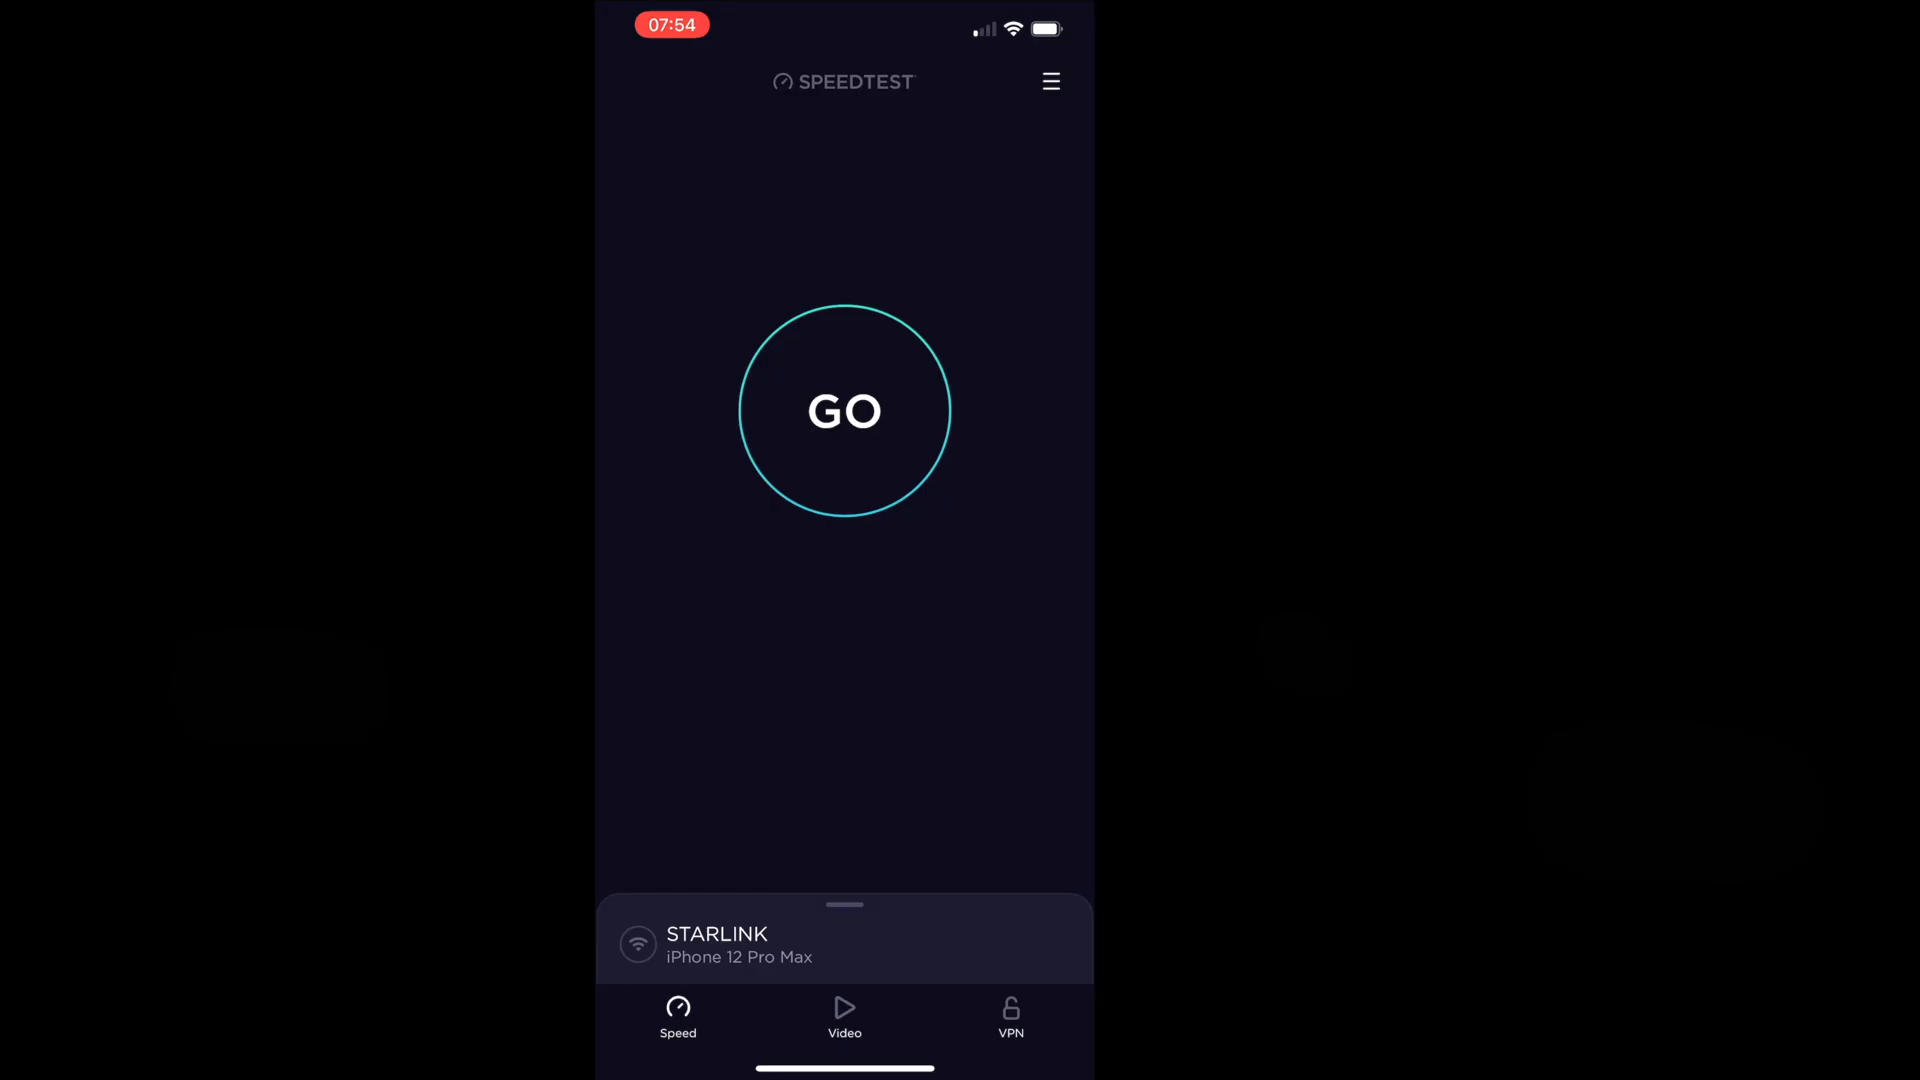 07:54
SPEEDTEST
GO
STARLINK
iPhone 12 Pro Max
Speed
Video
VPN